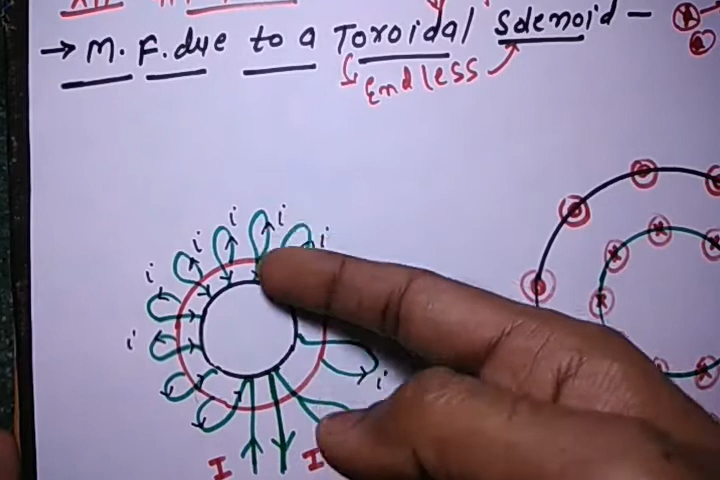 → M.F. due to a Toroidal Solenoid –
Endless
i i i i i
i
i
i
I I